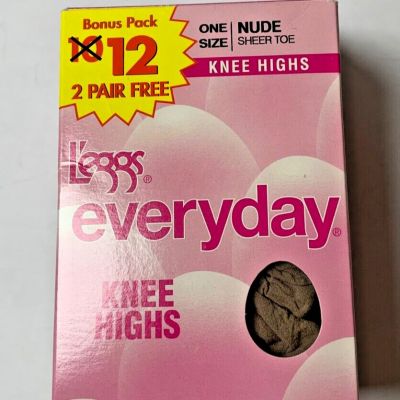 Bonus Pack
10 12
2 PAIR FREE
ONE SIZE
NUDE
SHEER TOE
KNEE HIGHS
L'eggs®
everyday®
KNEE
HIGHS